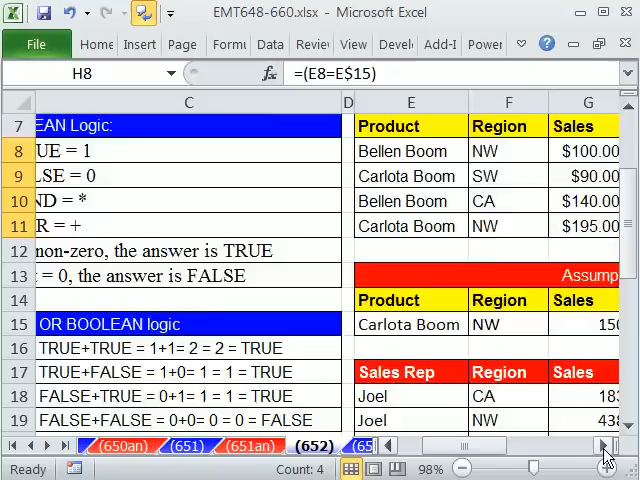 EMT648-660.xlsx - Microsoft Excel
File Home Insert Page Formu Data Revie View Devel Add-I Power
H8 fx =(E8=E$15)
C D E F G
7 EAN Logic: Product Region Sales
8 UE = 1 Bellen Boom NW $100.00
9 LSE = 0 Carlota Boom SW $90.00
10 ND = * Bellen Boom CA $140.00
11 R = + Carlota Boom NW $195.00
12 non-zero, the answer is TRUE
13 t = 0, the answer is FALSE Assump
14 Product Region Sales
15 OR BOOLEAN logic Carlota Boom NW 150
16 TRUE+TRUE = 1+1= 2 = 2 = TRUE
17 TRUE+FALSE = 1+0= 1 = 1 = TRUE Sales Rep Region Sales
18 FALSE+TRUE = 0+1= 1 = 1 = TRUE Joel CA 183
19 FALSE+FALSE = 0+0= 0 = 0 = FALSE Joel NW 438
(650an) (651) (651an) (652) (65
Ready Count: 4 98%